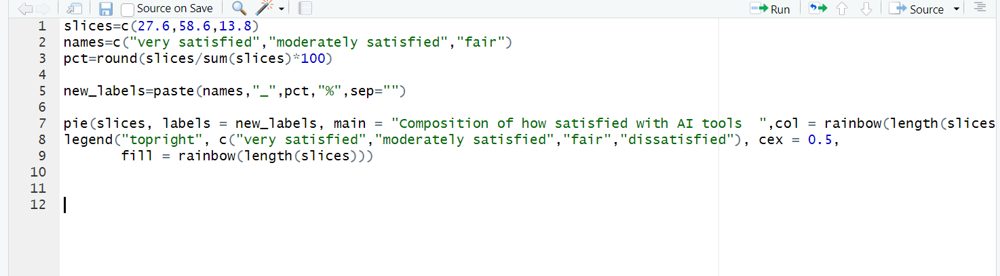 Source on Save Run Source
1 slices=c(27.6,58.6,13.8)
2 names=c("very satisfied","moderately satisfied","fair")
3 pct=round(slices/sum(slices)*100)
4
5 new_labels=paste(names,"_",pct,"%",sep="")
6
7 pie(slices, labels = new_labels, main = "Composition of how satisfied with AI tools  ",col = rainbow(length(slices
8 legend("topright", c("very satisfied","moderately satisfied","fair","dissatisfied"), cex = 0.5,
9        fill = rainbow(length(slices)))
10
11
12